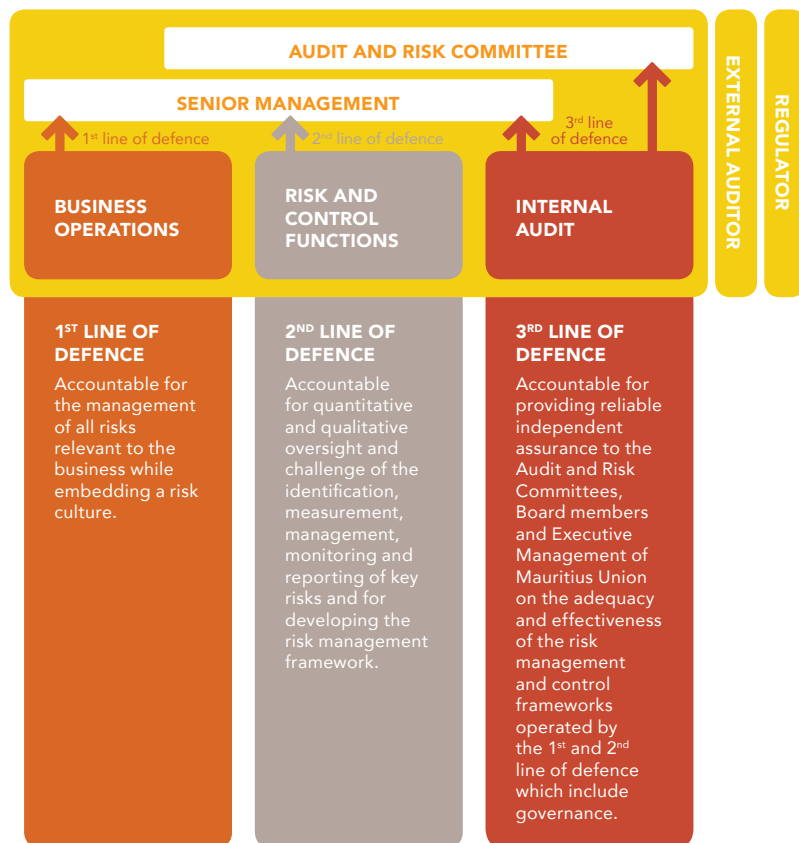 AUDIT AND RISK COMMITTEE
SENIOR MANAGEMENT
1st line of defence
2nd line of defence
3rd line
of defence
BUSINESS
OPERATIONS
RISK AND
CONTROL
FUNCTIONS
INTERNAL
AUDIT
EXTERNAL AUDITOR
REGULATOR
1ST LINE OF
DEFENCE
Accountable for
the management
of all risks
relevant to the
business while
embedding a risk
culture.
2ND LINE OF
DEFENCE
Accountable
for quantitative
and qualitative
oversight and
challenge of the
identification,
measurement,
management,
monitoring and
reporting of key
risks and for
developing the
risk management
framework.
3RD LINE OF
DEFENCE
Accountable for
providing reliable
independent
assurance to the
Audit and Risk
Committees,
Board members
and Executive
Management of
Mauritius Union
on the adequacy
and effectiveness
of the risk
management
and control
frameworks
operated by
the 1st and 2nd
line of defence
which include
governance.